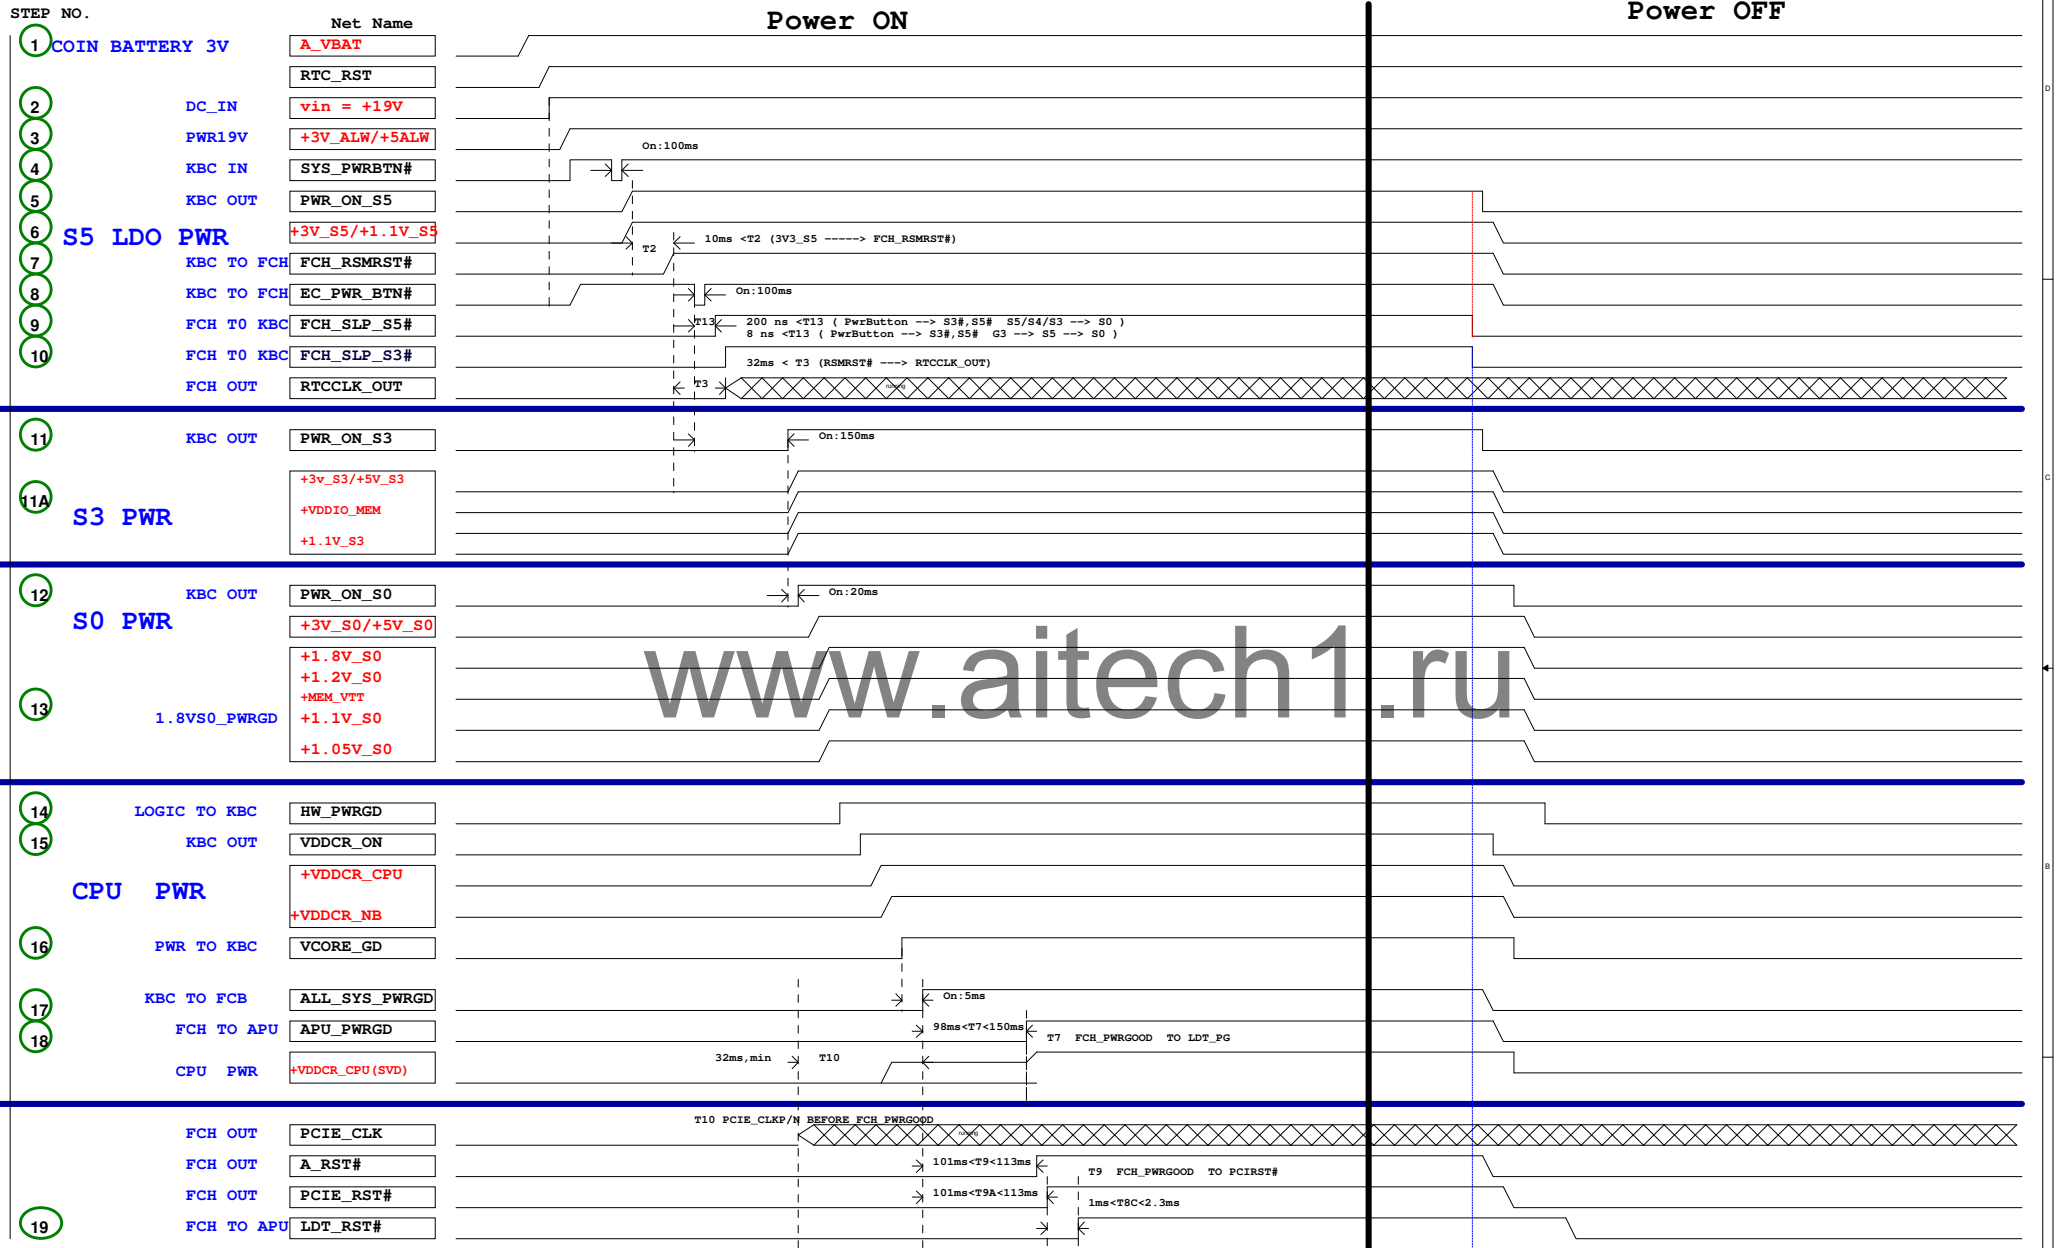 STEP NO.
Net Name
Power ON
Power OFF
1 COIN BATTERY 3V A_VBAT
RTC_RST
2 DC_IN vin = +19V
3 PWR19V +3V_ALW/+5ALW
On:100ms
4 KBC IN SYS_PWRBTN#
5 KBC OUT PWR_ON_S5
6 S5 LDO PWR +3V_S5/+1.1V_S5
T2 10ms <T2 (3V3_S5 -----> FCH_RSMRST#)
7 KBC TO FCH FCH_RSMRST#
8 KBC TO FCH EC_PWR_BTN# On:100ms
9 FCH T0 KBC FCH_SLP_S5# T13 200 ns <T13 ( PwrButton --> S3#,S5# S5/S4/S3 --> S0 )
8 ns <T13 ( PwrButton --> S3#,S5# G3 --> S5 --> S0 )
10 FCH T0 KBC FCH_SLP_S3#
32ms < T3 (RSMRST# ---> RTCCLK_OUT)
FCH OUT RTCCLK_OUT T3 running
11 KBC OUT PWR_ON_S3 On:150ms
11A S3 PWR
+3v_S3/+5V_S3
+VDDIO_MEM
+1.1V_S3
12 KBC OUT PWR_ON_S0 On:20ms
S0 PWR +3V_S0/+5V_S0
+1.8V_S0
+1.2V_S0
+MEM_VTT
13 1.8VS0_PWRGD +1.1V_S0
+1.05V_S0
www.aitech1.ru
14 LOGIC TO KBC HW_PWRGD
15 KBC OUT VDDCR_ON
+VDDCR_CPU
CPU PWR
+VDDCR_NB
16 PWR TO KBC VCORE_GD
17 KBC TO FCB ALL_SYS_PWRGD On:5ms
18 FCH TO APU APU_PWRGD 98ms<T7<150ms T7 FCH_PWRGOOD TO LDT_PG
32ms,min T10
CPU PWR +VDDCR_CPU(SVD)
T10 PCIE_CLKP/N BEFORE FCH_PWRGOOD
FCH OUT PCIE_CLK running
FCH OUT A_RST# 101ms<T9<113ms T9 FCH_PWRGOOD TO PCIRST#
FCH OUT PCIE_RST# 101ms<T9A<113ms 1ms<T8C<2.3ms
19 FCH TO APU LDT_RST#
D
C
B